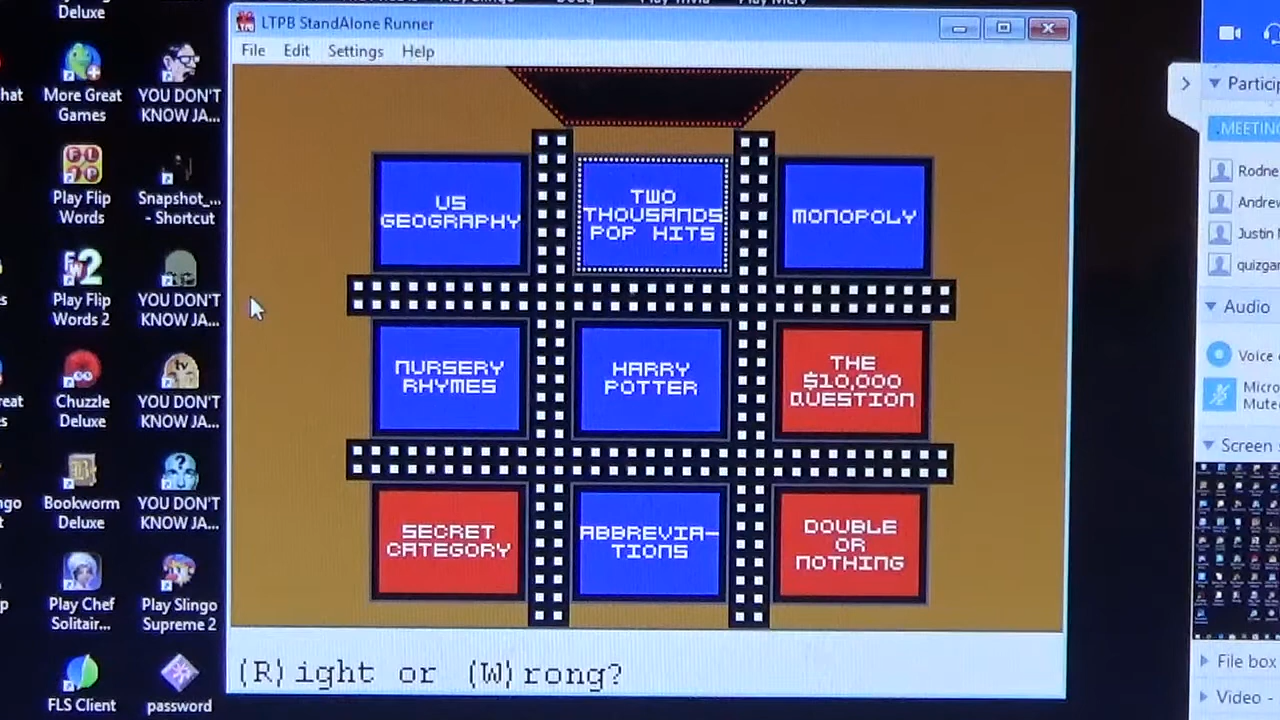 LTPB StandAlone Runner
File Edit Settings Help
US
GEOGRAPHY
TWO
THOUSANDS
POP HITS
MONOPOLY
NURSERY
RHYMES
HARRY
POTTER
THE
$10,000
QUESTION
SECRET
CATEGORY
ABBREVIA-
TIONS
DOUBLE
OR
NOTHING
(R)ight or (W)rong?
More Great
Games
YOU DON'T
KNOW JA...
Play Flip
Words
Snapshot_...
- Shortcut
Play Flip
Words 2
YOU DON'T
KNOW JA...
Chuzzle
Deluxe
YOU DON'T
KNOW JA...
Bookworm
Deluxe
YOU DON'T
KNOW JA...
Play Chef
Solitair...
Play Slingo
Supreme 2
FLS Client
password
Particip
MEETING
Rodne
Andrew
Justin
quizgar
Audio
Voice
Micro
Mute
Screen
File box
Video -